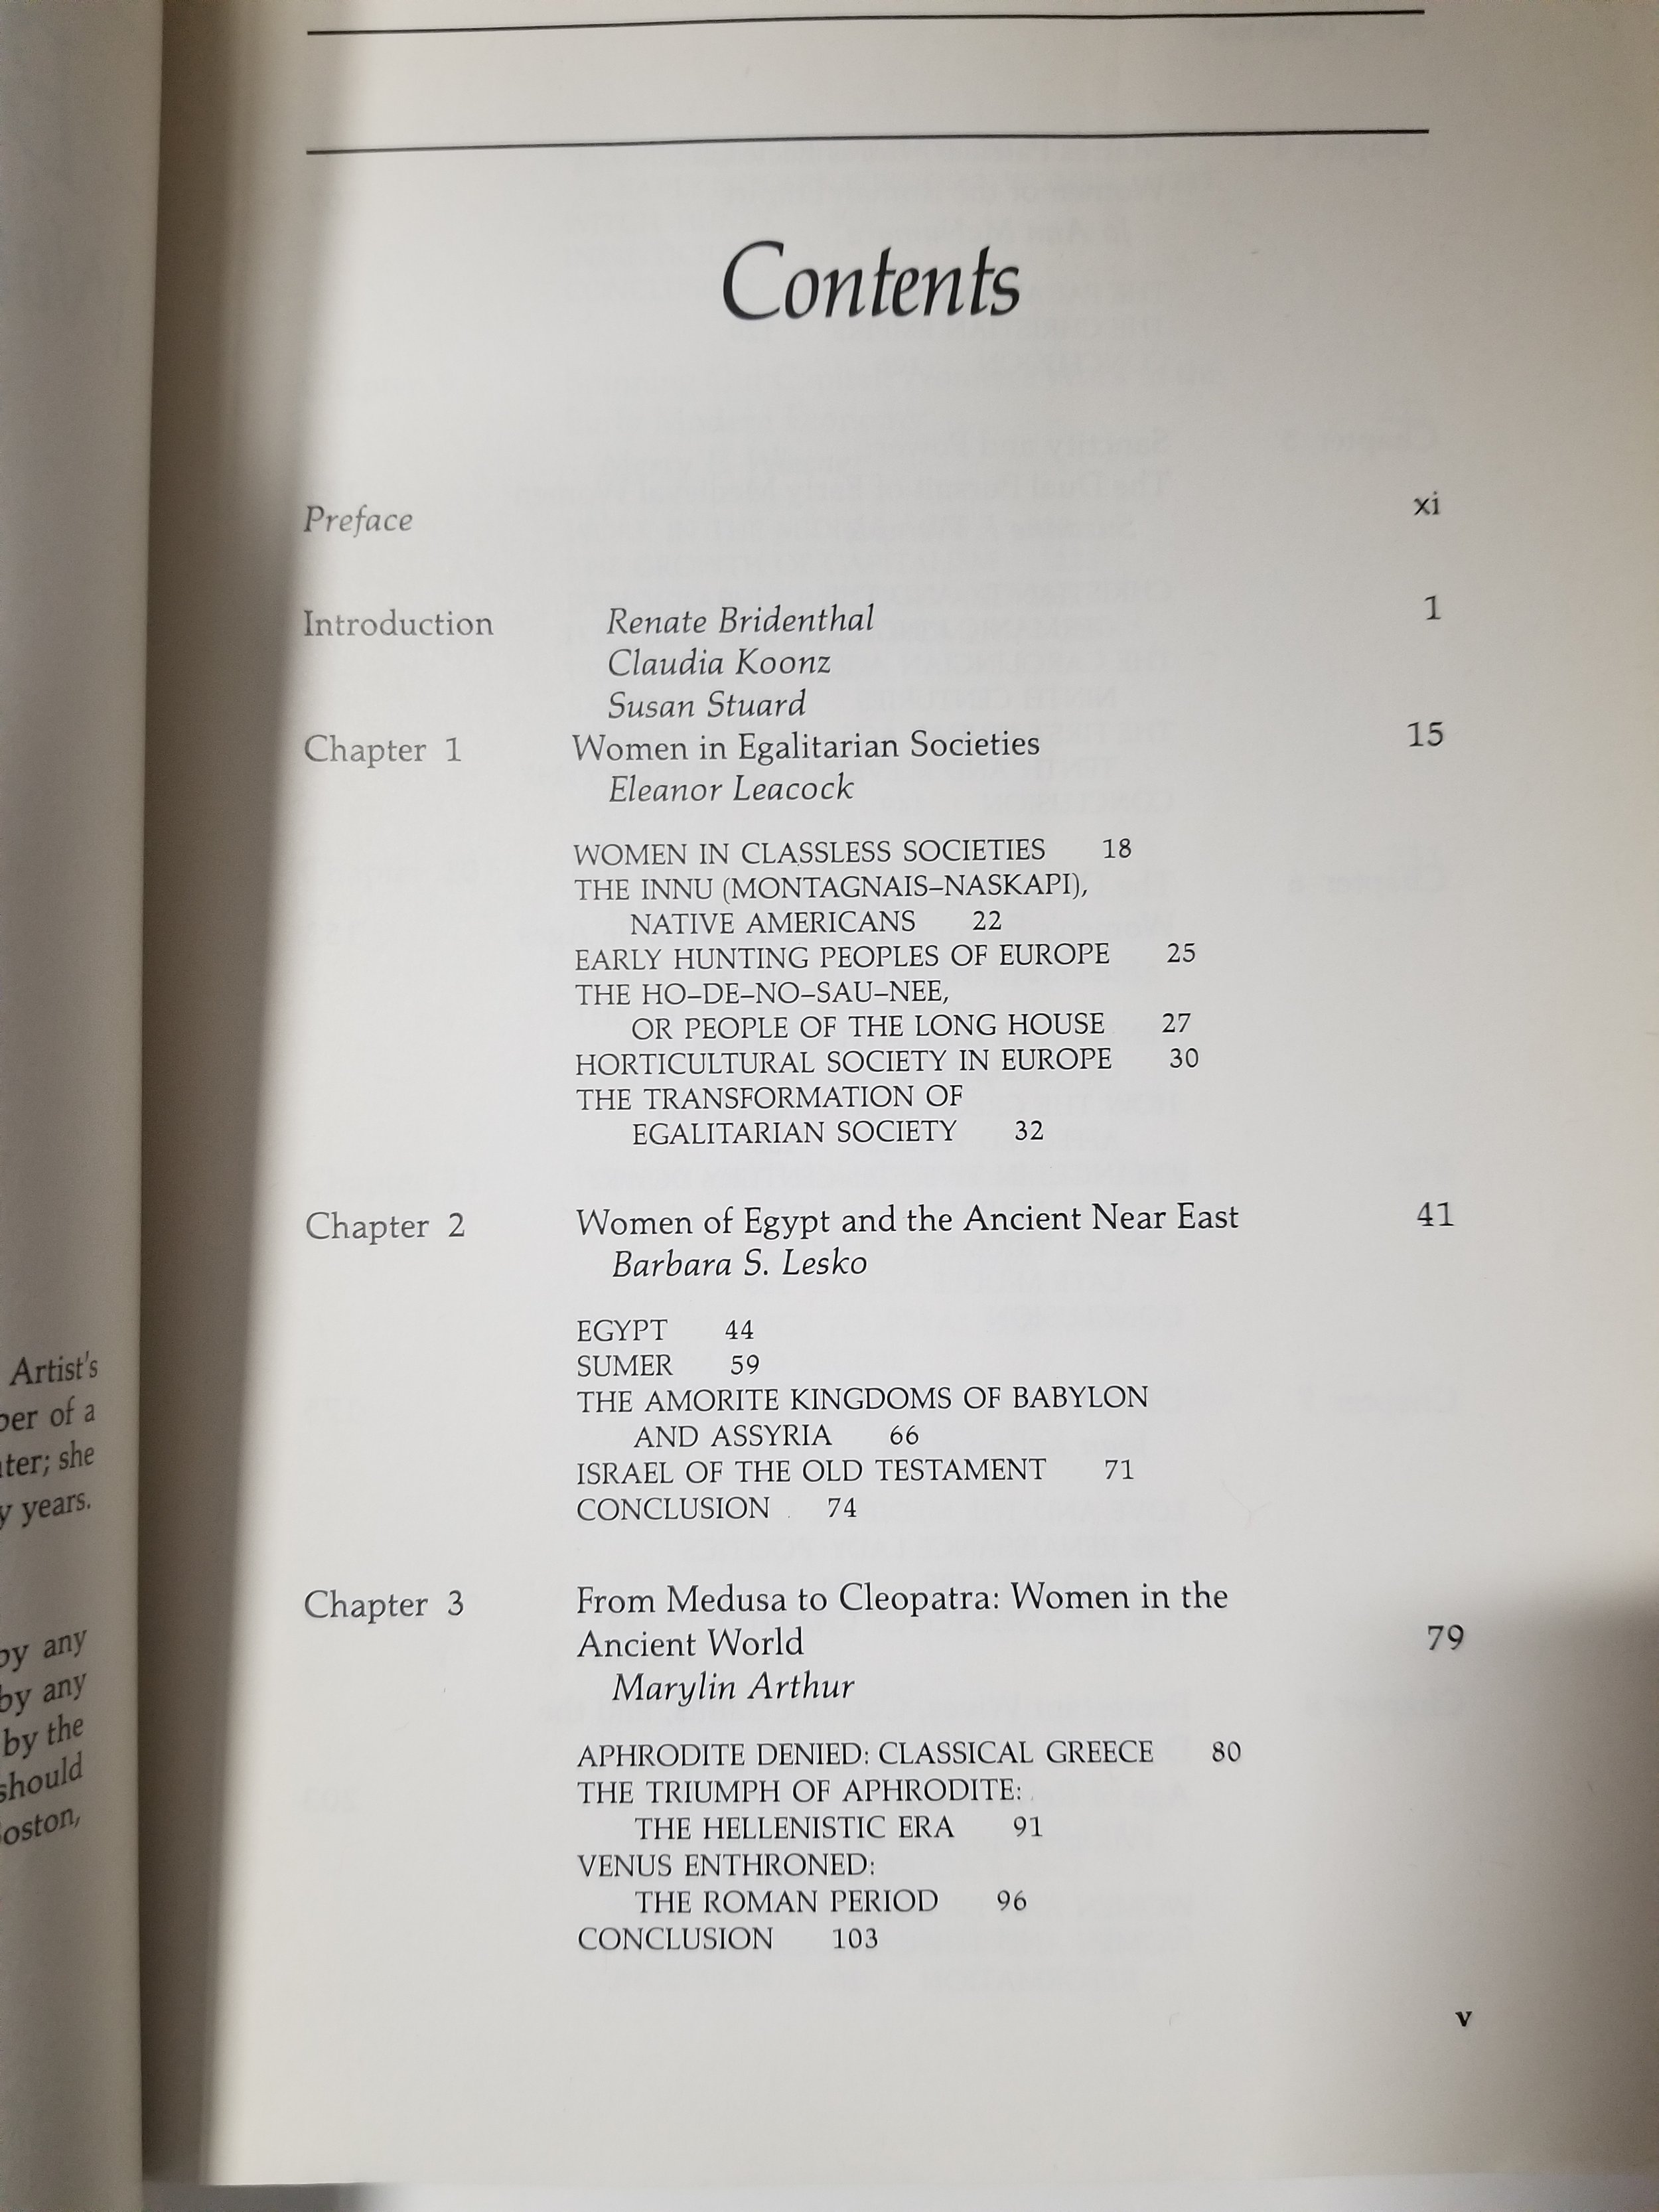 Contents
Preface xi
Introduction Renate Bridenthal 1
Claudia Koonz
Susan Stuard
Chapter 1 Women in Egalitarian Societies 15
Eleanor Leacock
WOMEN IN CLASSLESS SOCIETIES 18
THE INNU (MONTAGNAIS–NASKAPI),
NATIVE AMERICANS 22
EARLY HUNTING PEOPLES OF EUROPE 25
THE HO–DE–NO–SAU–NEE,
OR PEOPLE OF THE LONG HOUSE 27
HORTICULTURAL SOCIETY IN EUROPE 30
THE TRANSFORMATION OF
EGALITARIAN SOCIETY 32
Chapter 2 Women of Egypt and the Ancient Near East 41
Barbara S. Lesko
EGYPT 44
SUMER 59
THE AMORITE KINGDOMS OF BABYLON
AND ASSYRIA 66
ISRAEL OF THE OLD TESTAMENT 71
CONCLUSION 74
Chapter 3 From Medusa to Cleopatra: Women in the
Ancient World 79
Marylin Arthur
APHRODITE DENIED: CLASSICAL GREECE 80
THE TRIUMPH OF APHRODITE:
THE HELLENISTIC ERA 91
VENUS ENTHRONED:
THE ROMAN PERIOD 96
CONCLUSION 103
v
Artist's
of a
she
years.
by any
by any
by the
should